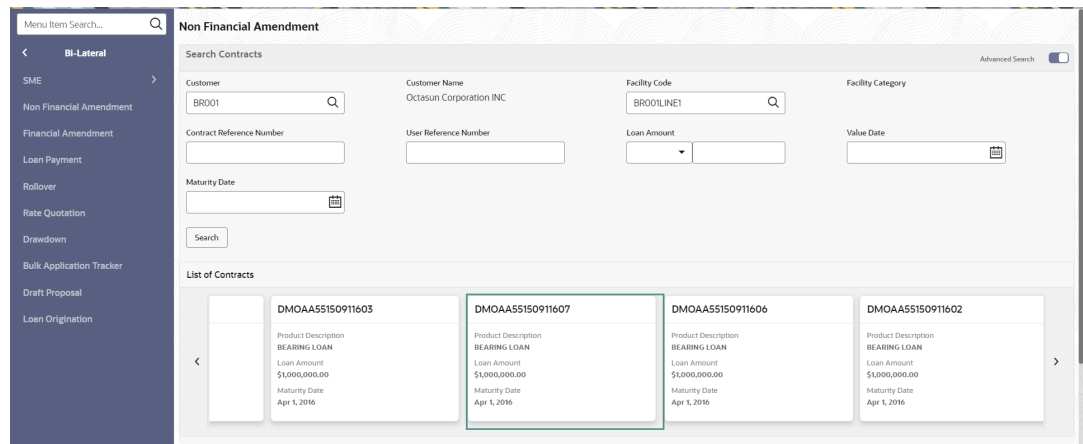 Menu Item Search...
Non Financial Amendment
Bi-Lateral
Search Contracts
Advanced Search
SME
Non Financial Amendment
Financial Amendment
Loan Payment
Rollover
Rate Quotation
Drawdown
Bulk Application Tracker
Draft Proposal
Loan Origination
Customer
Customer Name
Facility Code
Facility Category
BR001
Octasun Corporation INC
BR001LINE1
Contract Reference Number
User Reference Number
Loan Amount
Value Date
Maturity Date
Search
List of Contracts
DMOAA55150911603
Product Description
BEARING LOAN
Loan Amount
$1,000,000.00
Maturity Date
Apr 1, 2016
DMOAA55150911607
Product Description
BEARING LOAN
Loan Amount
$1,000,000.00
Maturity Date
Apr 1, 2016
DMOAA55150911606
Product Description
BEARING LOAN
Loan Amount
$1,000,000.00
Maturity Date
Apr 1, 2016
DMOAA55150911602
Product Description
BEARING LOAN
Loan Amount
$1,000,000.00
Maturity Date
Apr 1, 2016